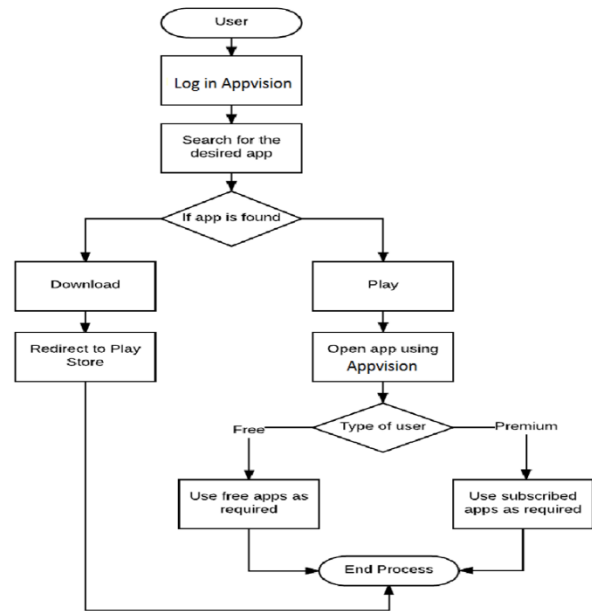 User
Log in Appvision
Search for the
desired app
If app is found
Download
Play
Redirect to Play
Store
Open app using
Appvision
Free
Type of user
Premium
Use free apps as
required
Use subscribed
apps as required
End Process